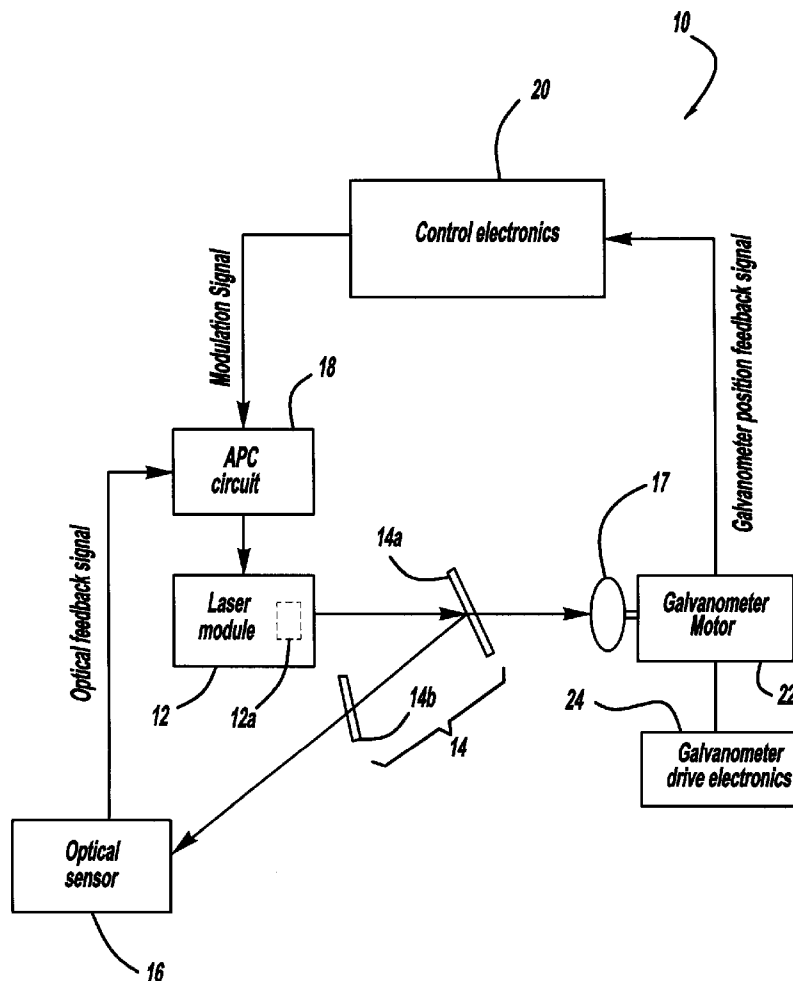 10
20
Control electronics
Modulation Signal
Galvanometer position feedback signal
18
APC
circuit
17
14a
Optical feedback signal
Laser
module
Galvanometer
Motor
12
12a
14b
14
24
22
Galvanometer
drive electronics
Optical
sensor
16